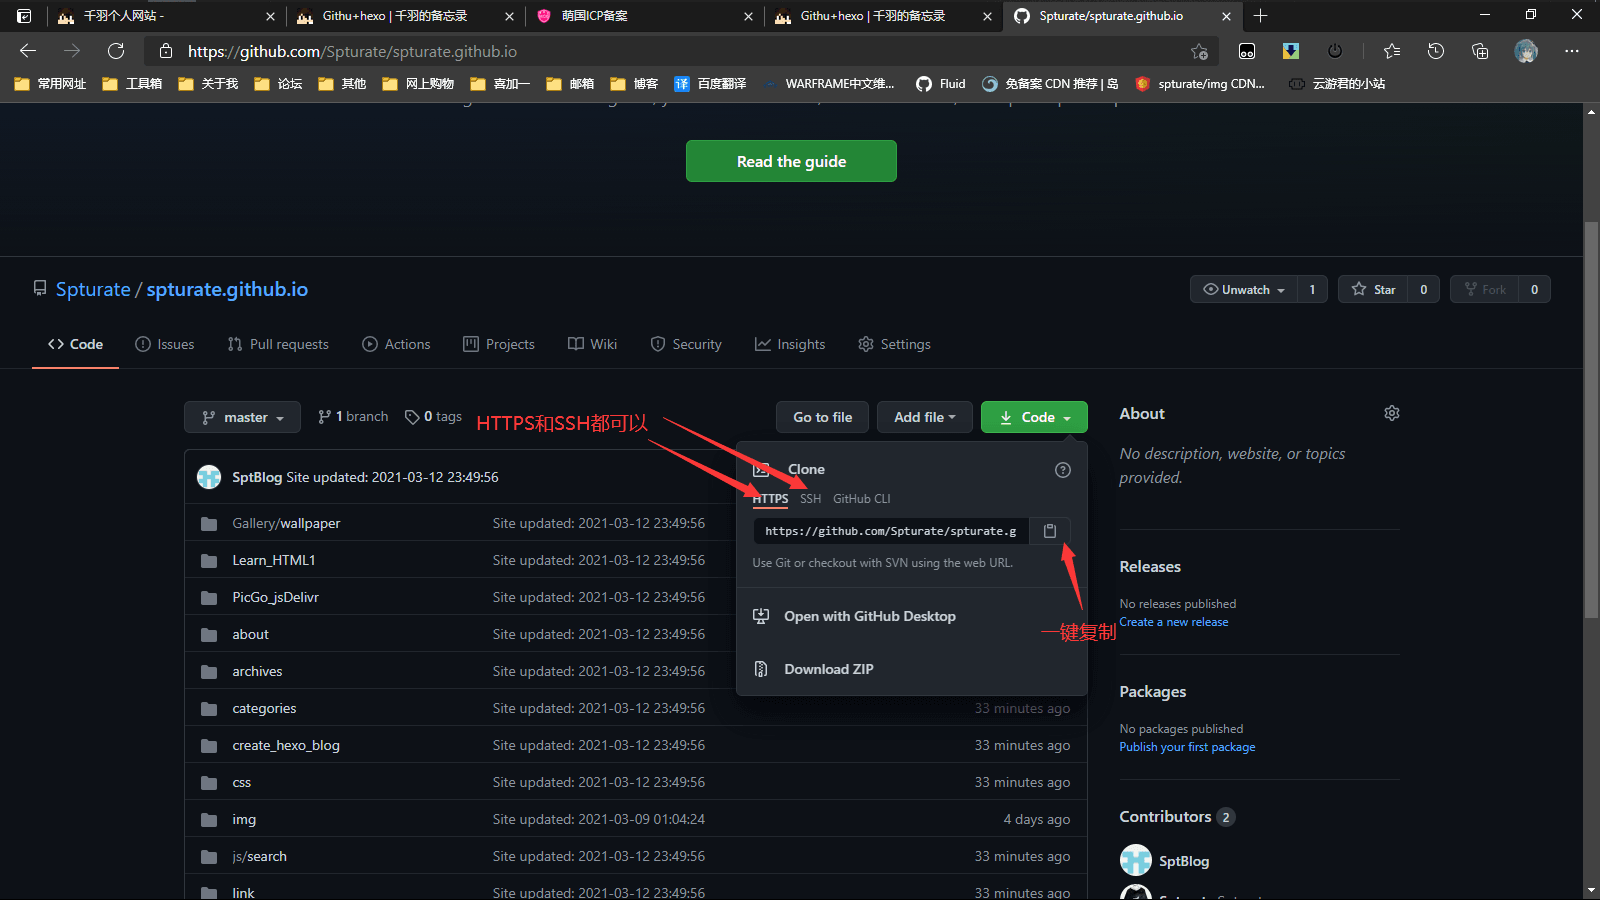 千羽个人网站 -
Githu+hexo | 千羽的备忘录
萌国ICP备案
Githu+hexo | 千羽的备忘录
Spturate/spturate.github.io
https://github.com/Spturate/spturate.github.io
常用网址
工具箱
关于我
论坛
其他
网上购物
喜加一
邮箱
博客
译 百度翻译
WARFRAME中文维...
Fluid
免备案 CDN 推荐 | 岛
spturate/img CDN...
云游君的小站
Read the guide
Spturate / spturate.github.io
Unwatch 1
Star 0
Fork 0
Code
Issues
Pull requests
Actions
Projects
Wiki
Security
Insights
Settings
master
1 branch
0 tags
HTTPS和SSH都可以
Go to file
Add file
Code
About
No description, website, or topics
provided.
SptBlog Site updated: 2021-03-12 23:49:56
Clone
HTTPS SSH GitHub CLI
https://github.com/Spturate/spturate.g
Use Git or checkout with SVN using the web URL.
Open with GitHub Desktop
一键复制
Download ZIP
Gallery/wallpaper Site updated: 2021-03-12 23:49:56
Learn_HTML1 Site updated: 2021-03-12 23:49:56
PicGo_jsDelivr Site updated: 2021-03-12 23:49:56
about Site updated: 2021-03-12 23:49:56
archives Site updated: 2021-03-12 23:49:56
categories Site updated: 2021-03-12 23:49:56 33 minutes ago
create_hexo_blog Site updated: 2021-03-12 23:49:56 33 minutes ago
css Site updated: 2021-03-12 23:49:56 33 minutes ago
img Site updated: 2021-03-09 01:04:24 4 days ago
js/search Site updated: 2021-03-12 23:49:56 33 minutes ago
link Site updated: 2021-03-12 23:49:56 33 minutes ago
Releases
No releases published
Create a new release
Packages
No packages published
Publish your first package
Contributors 2
SptBlog